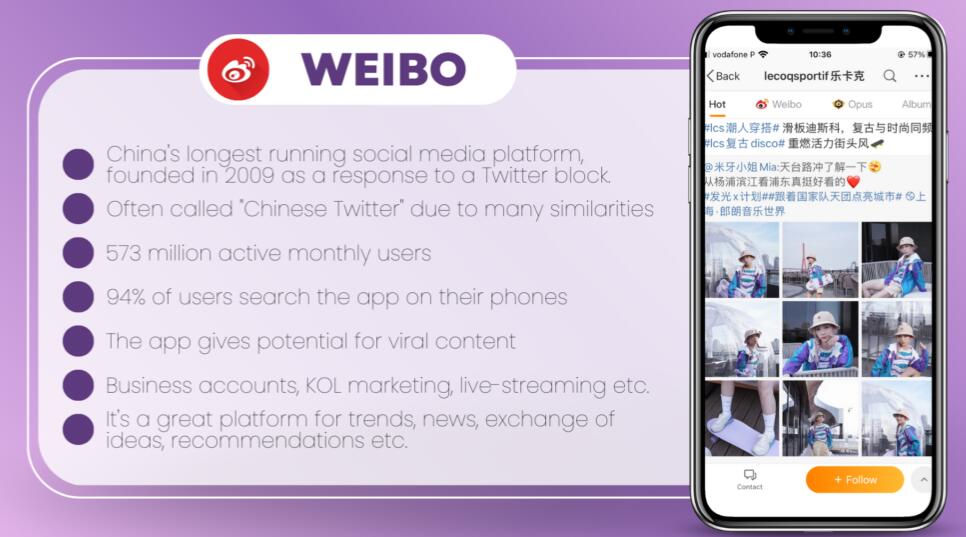 WEIBO
China's longest running social media platform,
founded in 2009 as a response to a Twitter block.
Often called "Chinese Twitter" due to many similarities
573 million active monthly users
94% of users search the app on their phones
The app gives potential for viral content
Business accounts, KOL marketing, live-streaming etc.
It's a great platform for trends, news, exchange of
ideas, recommendations etc.
vodafone P 10:36 57%
Back lecoqsportif乐卡克
Hot Weibo Opus Album
#lcs潮人穿搭# 滑板迪斯科，复古与时尚同频
#lcs复古disco# 重燃活力街头风
@米牙小姐Mia:天台路冲了解一下
从杨浦滨江看浦东真挺好看的
#发光x计划##跟着国家队天团点亮城市# 上
海·郎朗音乐世界
Contact + Follow